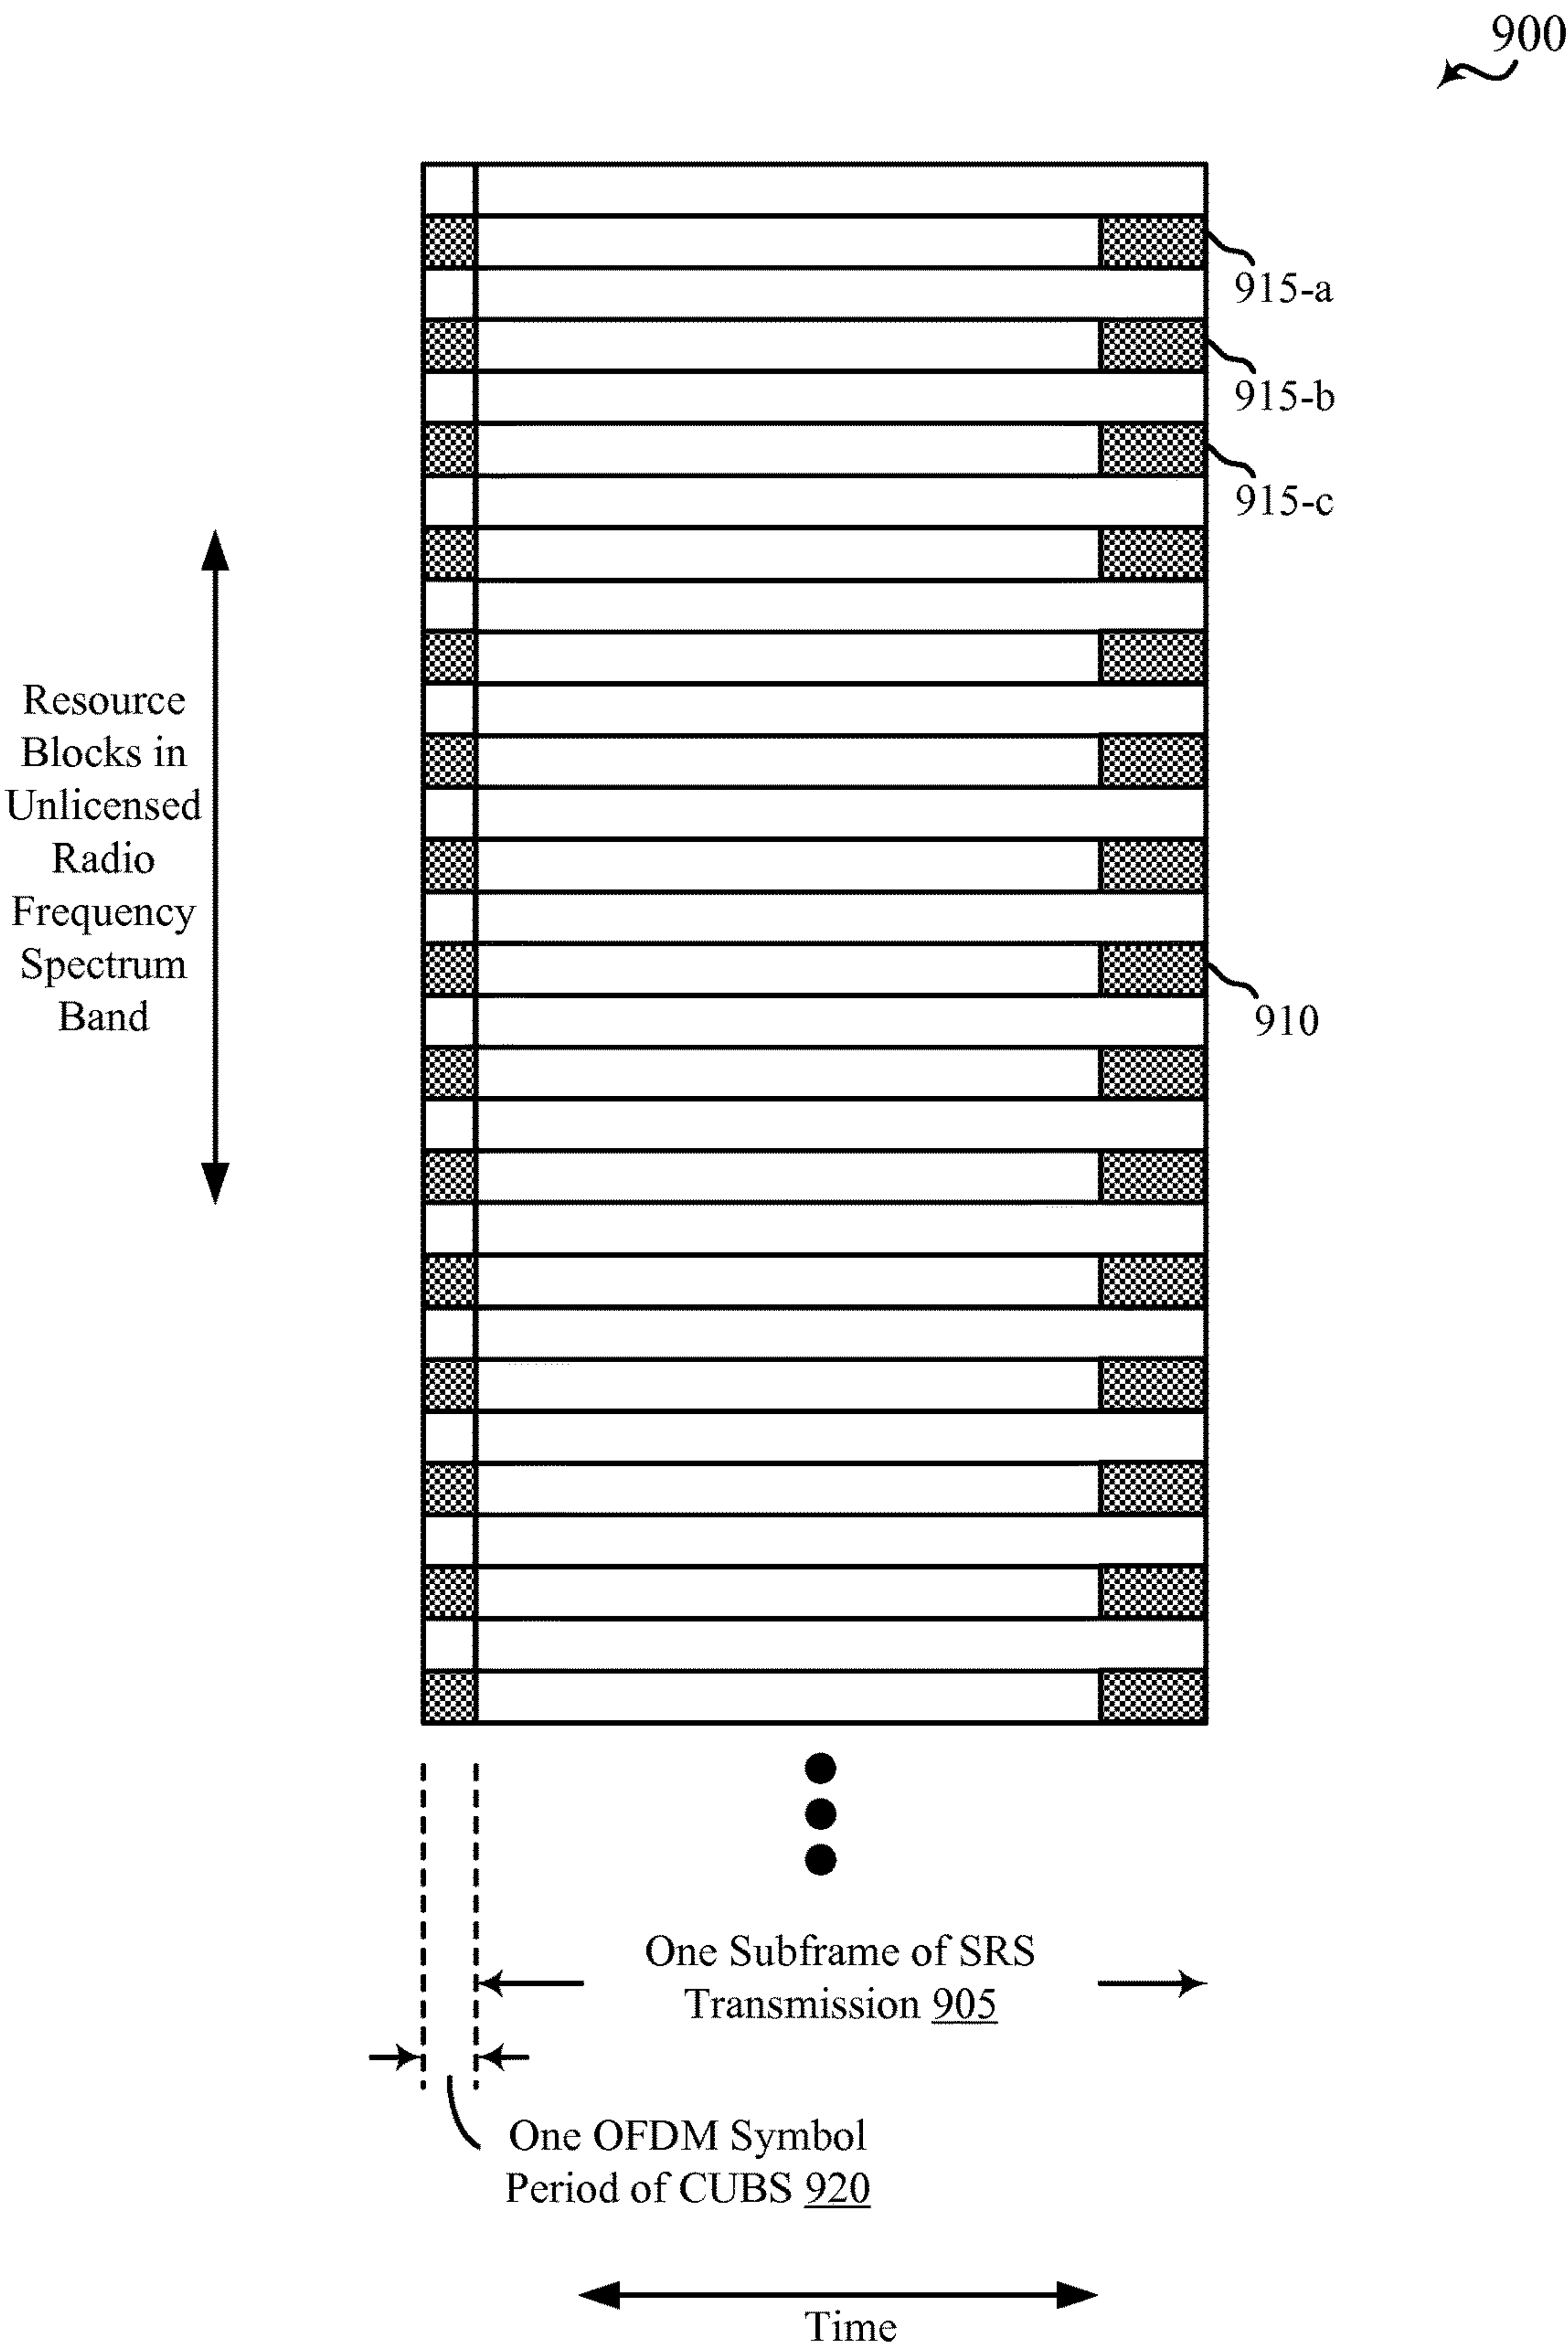 900
915-a
915-b
915-c
Resource
Blocks in
Unlicensed
Radio
Frequency
Spectrum
Band
910
One Subframe of SRS
Transmission 905
One OFDM Symbol
Period of CUBS 920
Time